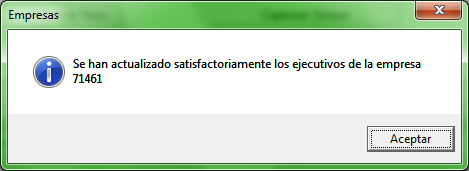 Empresas
Se han actualizado satisfactoriamente los ejecutivos de la empresa
71461
Aceptar